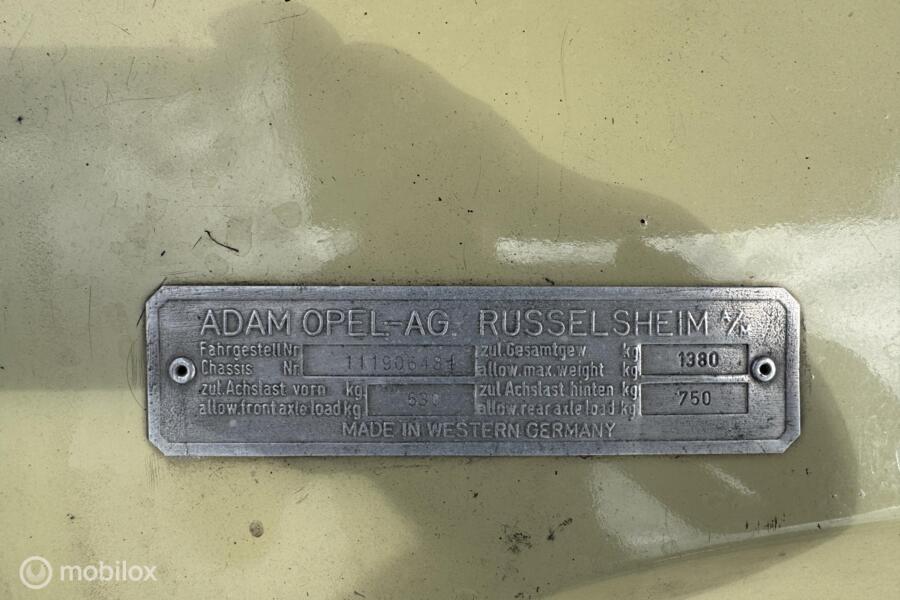 ADAM OPEL-AG. RÜSSELSHEIM A/M
Fahrgestell Nr.
Chassis Nr.
zul. Gesamtgew kg
allow. max. weight kg
1380
zul. Achslast vorn kg
allow. front axle load kg
zul. Achslast hinten kg
allow. rear axle load kg
750
MADE IN WESTERN GERMANY
mobilox